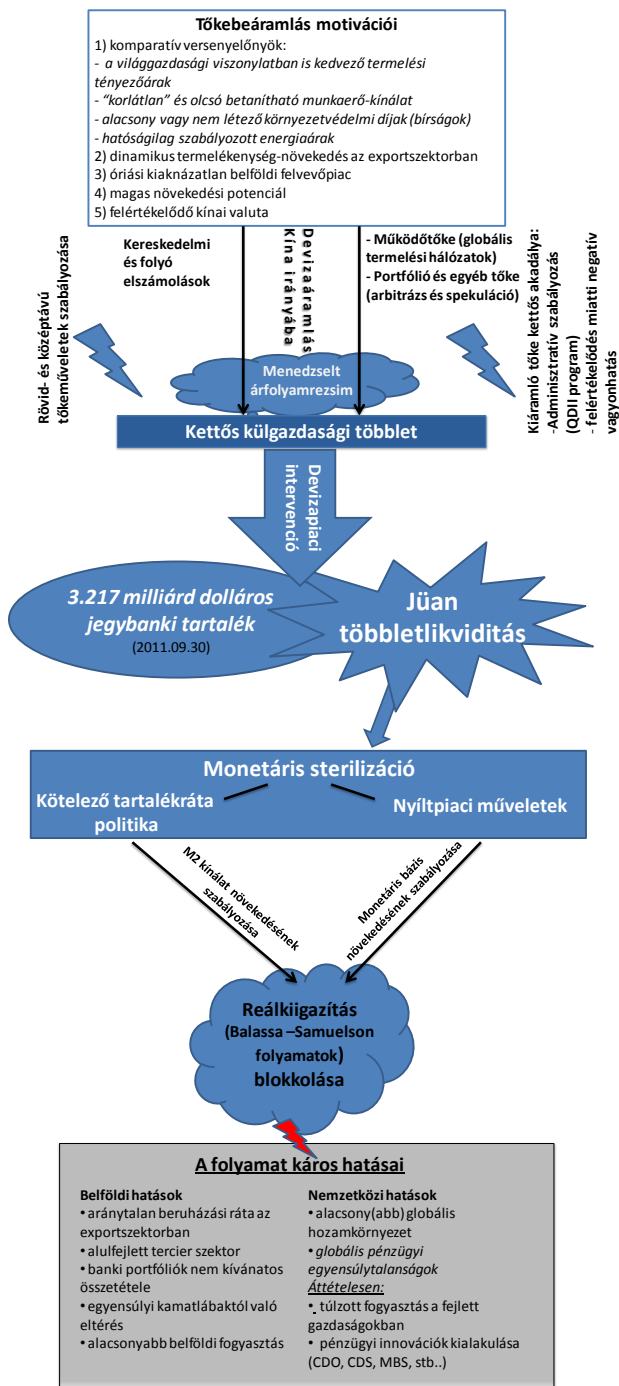 Tőkebeáramlás motivációi
1) komparatív versenyelőnyök:
- a világgazdasági viszonylatban is kedvező termelési
tényezőárak
- “korlátlan” és olcsó betanítható munkaerő-kínálat
- alacsony vagy nem létező környezetvédelmi díjak (bírságok)
- hatóságilag szabályozott energiaárak
2) dinamikus termelékenység-növekedés az exportszektorban
3) óriási kiaknázatlan belföldi felvevőpiac
4) magas növekedési potenciál
5) felértékelődő kínai valuta
Rövid- és középtávú
tőkeműveletek szabályozása
Kereskedelmi
és folyó
elszámolások
Devizaáramlás
Kína irányába
- Működőtőke (globális
termelési hálózatok)
- Portfólió és egyéb tőke
(arbitrázs és spekuláció)
Kiáramló tőke kettős akadálya:
-Adminisztratív szabályozás
(QDII program)
- felértékelődés miatti negatív
vagyonhatás
Menedzselt
árfolyamrezsim
Kettős külgazdasági többlet
Devizapiaci
intervenció
3.217 milliárd dolláros
jegybanki tartalék
(2011.09.30)
Jüan
többletlikviditás
Monetáris sterilizáció
Kötelező tartalékráta
politika
Nyíltpiaci műveletek
M2 kínálat növekedésének
szabályozása
Monetáris bázis
növekedésének szabályozása
Reálkiigazítás
(Balassa –Samuelson
folyamatok)
blokkolása
A folyamat káros hatásai
Belföldi hatások
• aránytalan beruházási ráta az
exportszektorban
• alulfejlett tercier szektor
• banki portfóliók nem kívánatos
összetétele
• egyensúlyi kamatlábaktól való
eltérés
• alacsonyabb belföldi fogyasztás
Nemzetközi hatások
• alacsony(abb) globális
hozamkörnyezet
• globális pénzügyi
egyensúlytalanságok
Áttételesen:
• túlzott fogyasztás a fejlett
gazdaságokban
• pénzügyi innovációk kialakulása
(CDO, CDS, MBS, stb..)